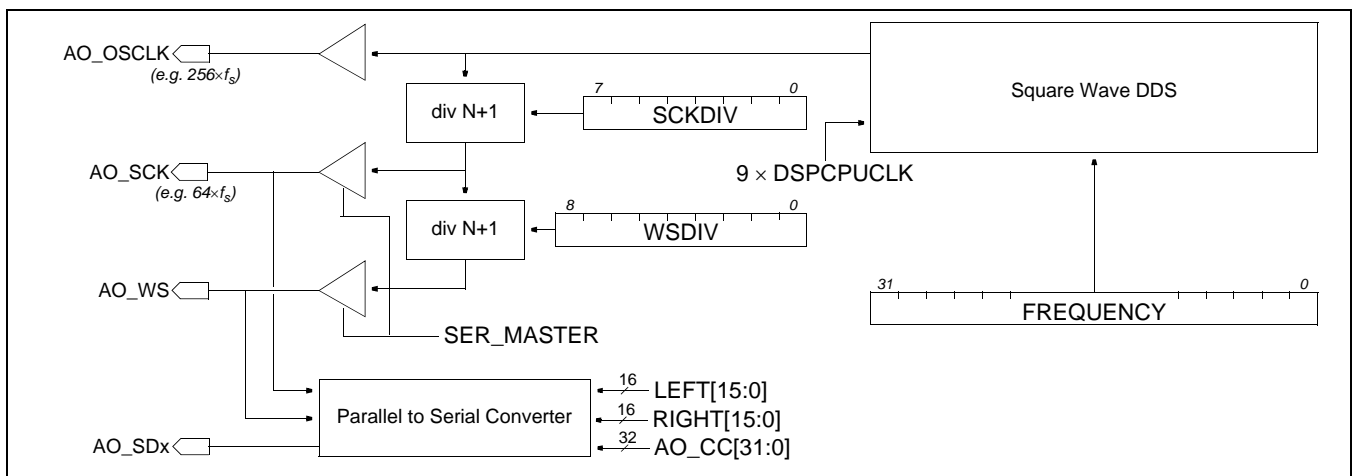 AO_OSCLK
(e.g. 256×fs)
Square Wave DDS
div N+1
7 0
SCKDIV
AO_SCK
(e.g. 64×fs)
9 × DSPCPUCLK
div N+1
8 0
WSDIV
AO_WS
31 0
FREQUENCY
SER_MASTER
Parallel to Serial Converter
16 LEFT[15:0]
16 RIGHT[15:0]
32 AO_CC[31:0]
AO_SDx